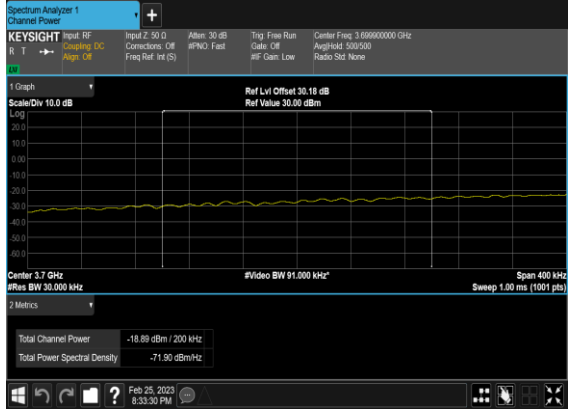 Spectrum Analyzer 1
Channel Power
+
KEYSIGHT Input: RF Input Z: 50 Ω Atten: 30 dB Trig: Free Run Center Freq: 3.699900000 GHz
R T Coupling: DC Corrections: Off #PNO: Fast Gate: Off Avg|Hold: 500/500
Align: Off Freq Ref: Int (S) #IF Gain: Low Radio Std: None
1 Graph
Ref Lvl Offset 30.18 dB
Scale/Div 10.0 dB Ref Value 30.00 dBm
Log
20.0
10.0
0.00
-10.0
-20.0
-30.0
-40.0
-50.0
-60.0
Center 3.7 GHz #Video BW 91.000 kHz* Span 400 kHz
#Res BW 30.000 kHz Sweep 1.00 ms (1001 pts)
2 Metrics
Total Channel Power -18.89 dBm / 200 kHz
Total Power Spectral Density -71.90 dBm/Hz
? Feb 25, 2023
8:33:30 PM